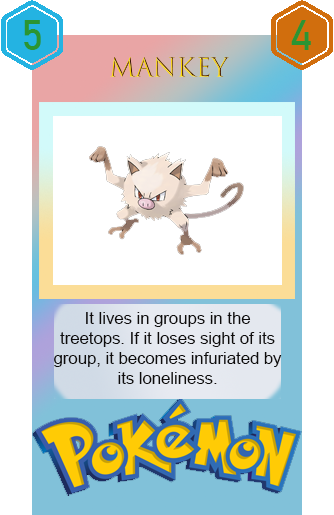 5
4
MANKEY
It lives in groups in the
treetops. If it loses sight of its
group, it becomes infuriated by
its loneliness.
POKéMON